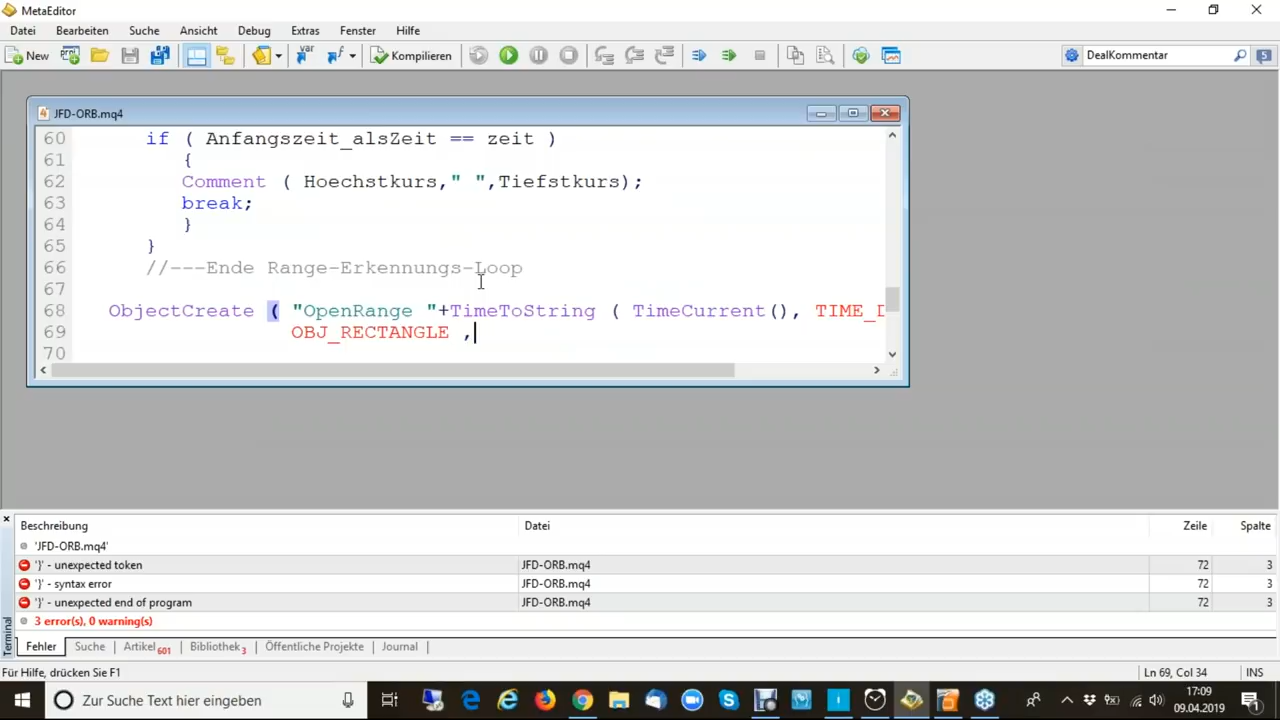 MetaEditor
Datei Bearbeiten Suche Ansicht Debug Extras Fenster Hilfe
New var Kompilieren DealKommentar 5
JFD-ORB.mq4
60 if ( Anfangszeit_alsZeit == zeit )
61 {
62 Comment ( Hoechstkurs," ",Tiefstkurs);
63 break;
64 }
65 }
66 //---Ende Range-Erkennungs-Loop
67
68 ObjectCreate ( "OpenRange "+TimeToString ( TimeCurrent(), TIME_D
69 OBJ_RECTANGLE ,
70
Beschreibung Datei Zeile Spalte
'JFD-ORB.mq4'
'}' - unexpected token JFD-ORB.mq4 72 3
'}' - syntax error JFD-ORB.mq4 72 3
'}' - unexpected end of program JFD-ORB.mq4 72 3
3 error(s), 0 warning(s)
Terminal
Fehler Suche Artikel 601 Bibliothek 3 Öffentliche Projekte Journal
Für Hilfe, drücken Sie F1 Ln 69, Col 34 INS
Zur Suche Text hier eingeben
17:09
09.04.2019